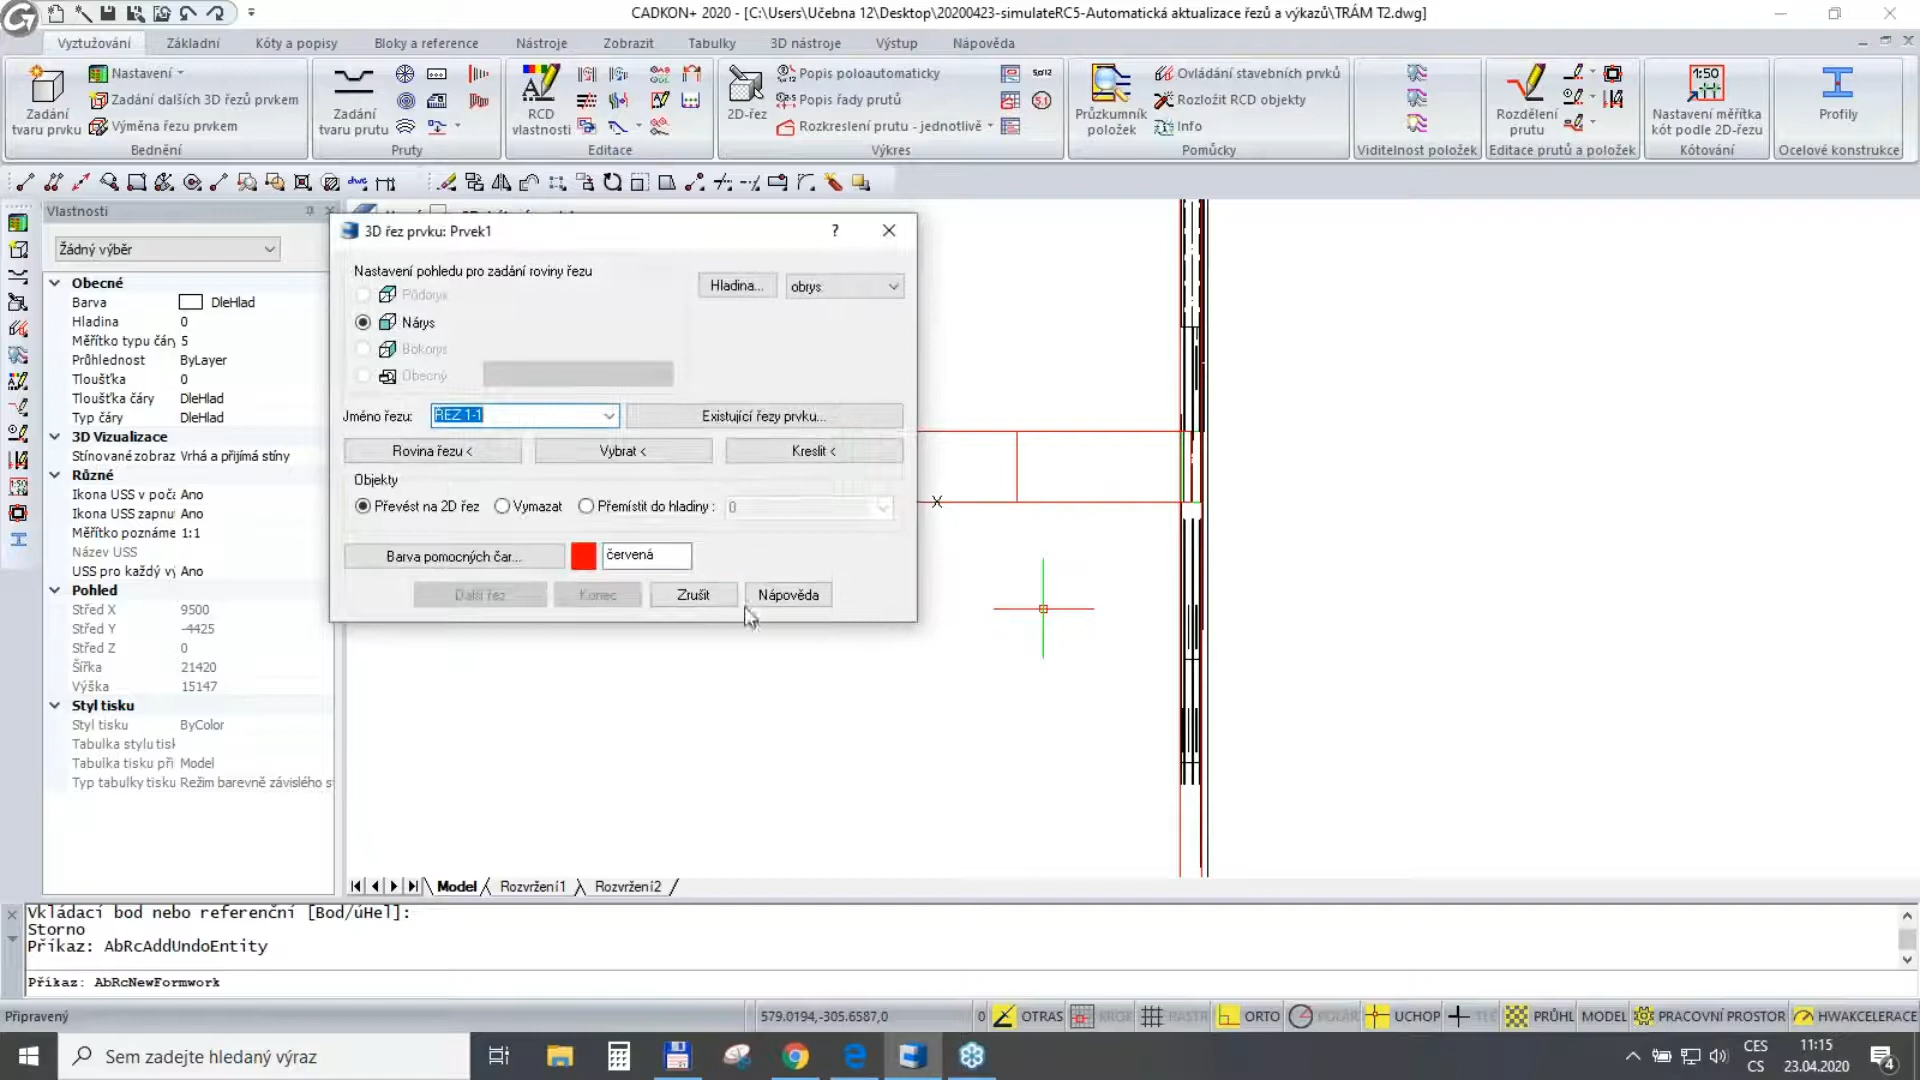 CADKON+ 2020 - [C:\Users\Učebna 12\Desktop\20200423-simulateRC5-Automatická aktualizace řezů a výkazů\TRÁM T2.dwg]
Vyztužování Základní Kóty a popisy Bloky a reference Nástroje Zobrazit Tabulky 3D nástroje Výstup Nápověda
Zadání tvaru prvku
Nastavení
Zadání dalších 3D řezů prvkem
Výměna řezu prvkem
Bednění
Zadání tvaru prutu
Pruty
RCD vlastnosti
Editace
2D-řez
Popis poloautomaticky
Popis řady prutů
Rozkreslení prutu - jednotlivě
Výkres
Průzkumník položek
Ovládání stavebních prvků
Rozložit RCD objekty
Info
Pomůcky
Viditelnost položek
Rozdělení prutu
Editace prutů a položek
1:50
Nastavení měřítka kót podle 2D-řezu
Kótování
Profily
Ocelové konstrukce
Vlastnosti
Žádný výběr
Obecné
Barva DleHlad
Hladina 0
Měřítko typu čáry 5
Průhlednost ByLayer
Tloušťka 0
Tloušťka čáry DleHlad
Typ čáry DleHlad
3D Vizualizace
Stínované zobraz Vrhá a přijímá stíny
Různé
Ikona USS v poča Ano
Ikona USS zapnu Ano
Měřítko poznáme 1:1
Název USS
USS pro každý vý Ano
Pohled
Střed X 9500
Střed Y -4425
Střed Z 0
Šířka 21420
Výška 15147
Styl tisku
Styl tisku ByColor
Tabulka stylu tisk
Tabulka tisku při Model
Typ tabulky tisku Režim barevně závislého s
3D řez prvku: Prvek1
?
Nastavení pohledu pro zadání roviny řezu
Půdorys
Nárys
Bokorys
Obecný
Hladina... obrys
Jméno řezu: ŘEZ 1-1 Existující řezy prvku...
Rovina řezu < Vybrat < Kreslit <
Objekty
Převést na 2D řez Vymazat Přemístit do hladiny : 0
Barva pomocných čar... červená
Další řez Konec Zrušit Nápověda
X
Model Rozvržení1 Rozvržení2
Vkládací bod nebo referenční [Bod/úHel]:
Storno
Příkaz: AbRcAddUndoEntity
Příkaz: AbRcNewFormwork
Připravený 579.0194,-305.6587,0 0 OTRAS KROK RASTR ORTO POLÁR UCHOP PRŮHL MODEL PRACOVNÍ PROSTOR HWAKCELERACE
Sem zadejte hledaný výraz
CES
CS
11:15
23.04.2020
4